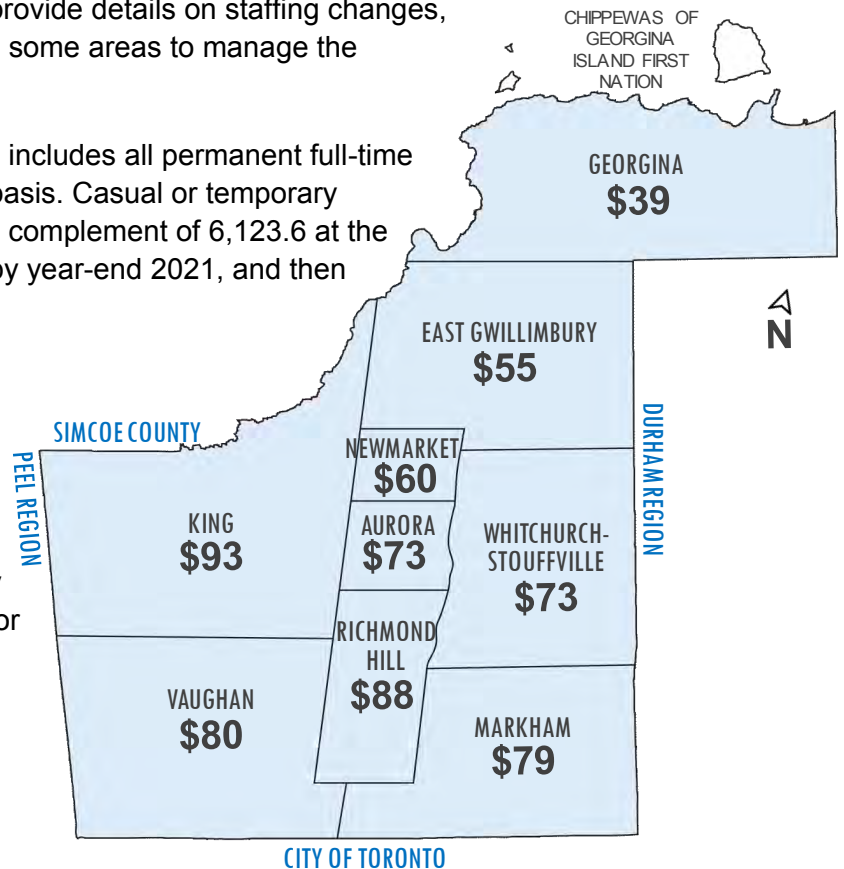 provide details on staffing changes,
some areas to manage the
includes all permanent full-time
basis. Casual or temporary
complement of 6,123.6 at the
by year-end 2021, and then
or
CHIPPEWAS OF
GEORGINA
ISLAND FIRST
NATION
GEORGINA
$39
N
EAST GWILLIMBURY
$55
SIMCOE COUNTY
PEEL REGION
DURHAM REGION
NEWMARKET
$60
KING
$93
AURORA
$73
WHITCHURCH-
STOUFFVILLE
$73
RICHMOND
HILL
$88
VAUGHAN
$80
MARKHAM
$79
CITY OF TORONTO